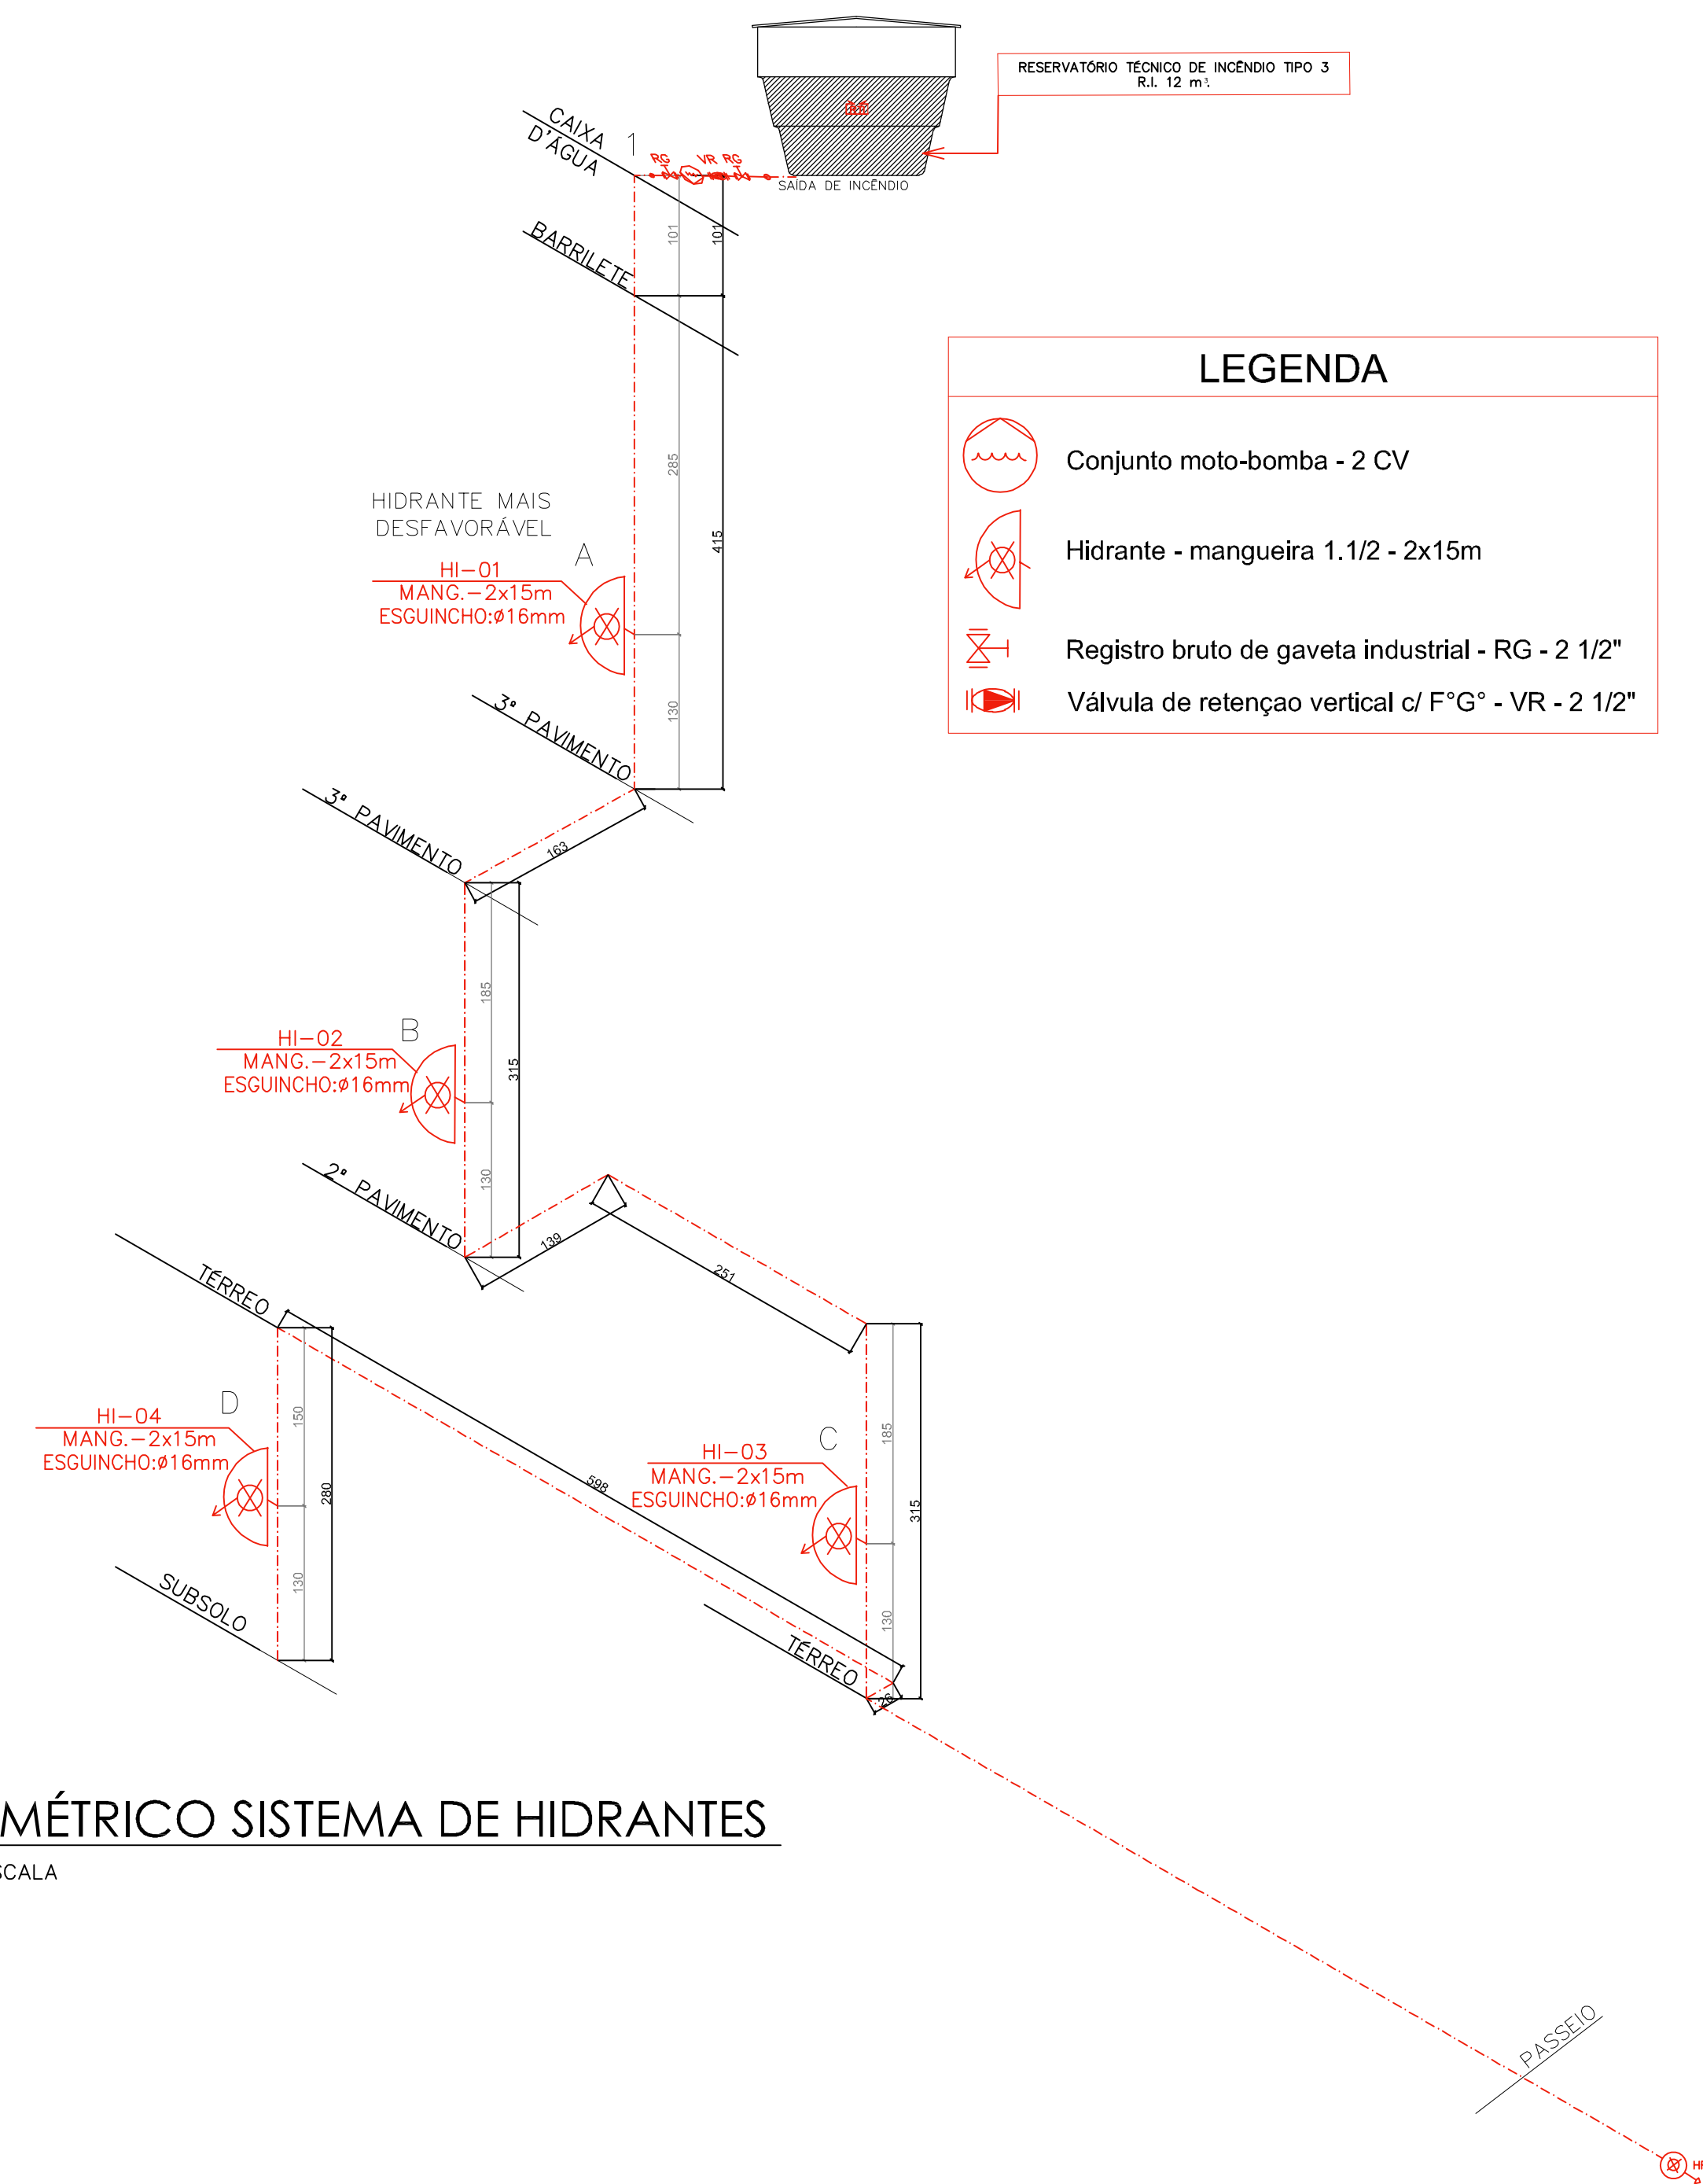 RESERVATÓRIO TÉCNICO DE INCÊNDIO TIPO 3
R.I. 12 m³.
CAIXA
D'ÁGUA
1
RG
VR
RG
SAÍDA DE INCÊNDIO
101
101
BARRILETE
LEGENDA
Conjunto moto-bomba - 2 CV
Hidrante - mangueira 1.1/2 - 2x15m
Registro bruto de gaveta industrial - RG - 2 1/2"
Válvula de retençao vertical c/ F°G° - VR - 2 1/2"
285
415
HIDRANTE MAIS
DESFAVORÁVEL
A
HI-01
MANG.-2x15m
ESGUINCHO:ø16mm
130
3º PAVIMENTO
3º PAVIMENTO
163
185
B
HI-02
MANG.-2x15m
ESGUINCHO:ø16mm
315
130
2º PAVIMENTO
139
251
TÉRREO
D
150
HI-04
MANG.-2x15m
ESGUINCHO:ø16mm
280
130
SUBSOLO
598
C
185
HI-03
MANG.-2x15m
ESGUINCHO:ø16mm
315
130
TÉRREO
26
MÉTRICO SISTEMA DE HIDRANTES
SCALA
PASSEIO